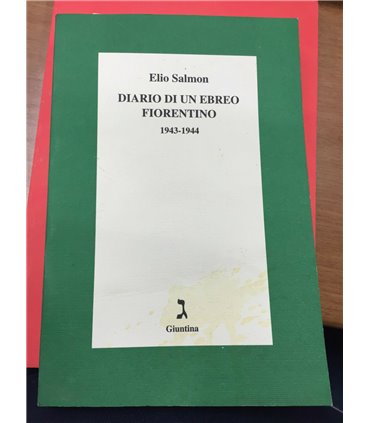 Elio Salmon
DIARIO DI UN EBREO
FIORENTINO
1943-1944
ג
Giuntina